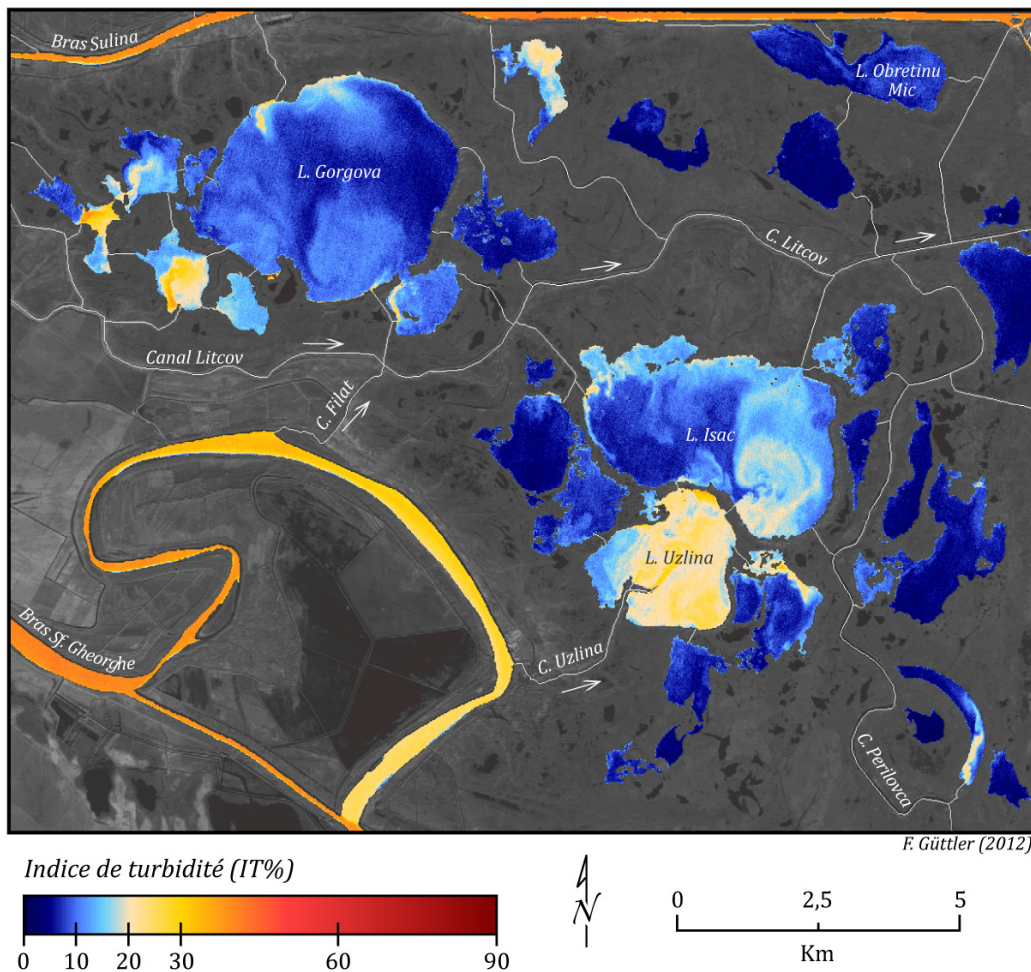 Bras Sulina
L. Obretinu
Mic
L. Gorgova
C. Litcov
Canal Litcov
C. Filat
L. Isac
L. Uzlina
Bras Sf. Gheorghe
C. Uzlina
C. Perilovca
F. Güttler (2012)
Indice de turbidité (IT%)
0 10 20 30 60 90
N
0 2,5 5
Km